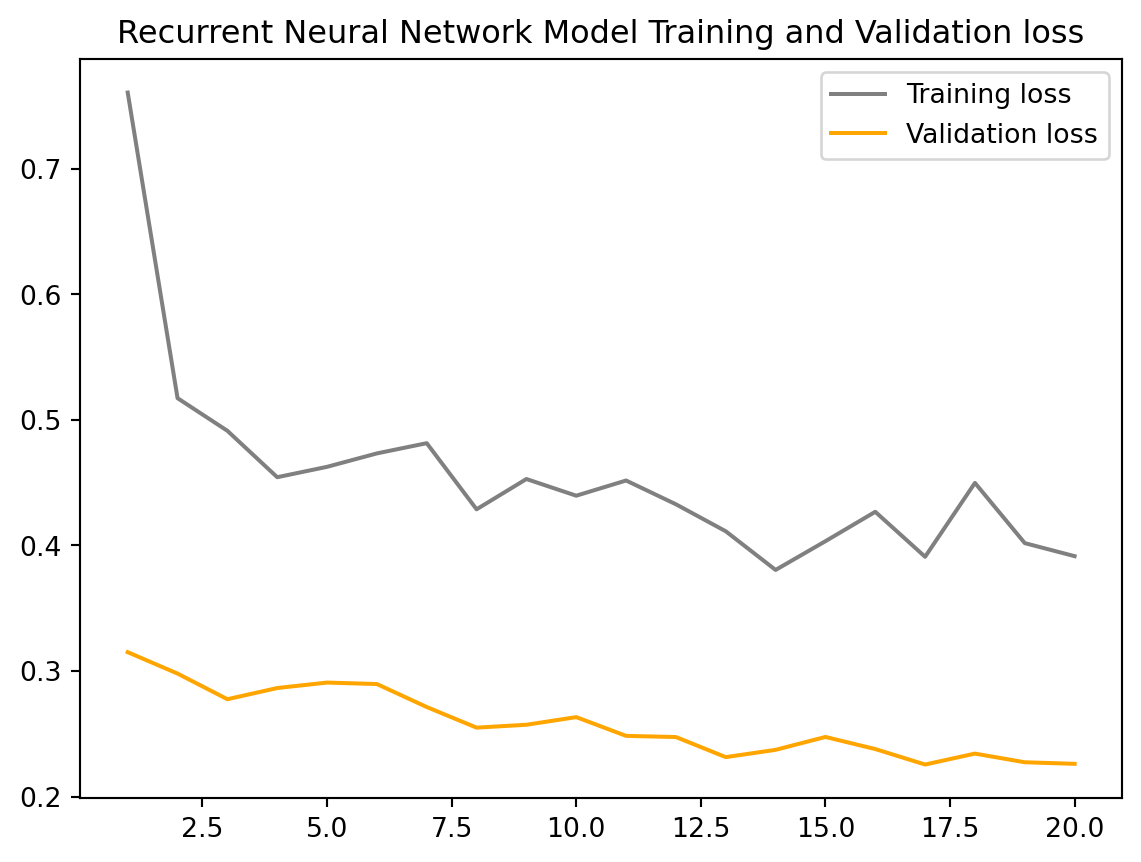 Recurrent Neural Network Model Training and Validation loss
Training loss
Validation loss
0.7
0.6
0.5
0.4
0.3
0.2
2.5 5.0 7.5 10.0 12.5 15.0 17.5 20.0